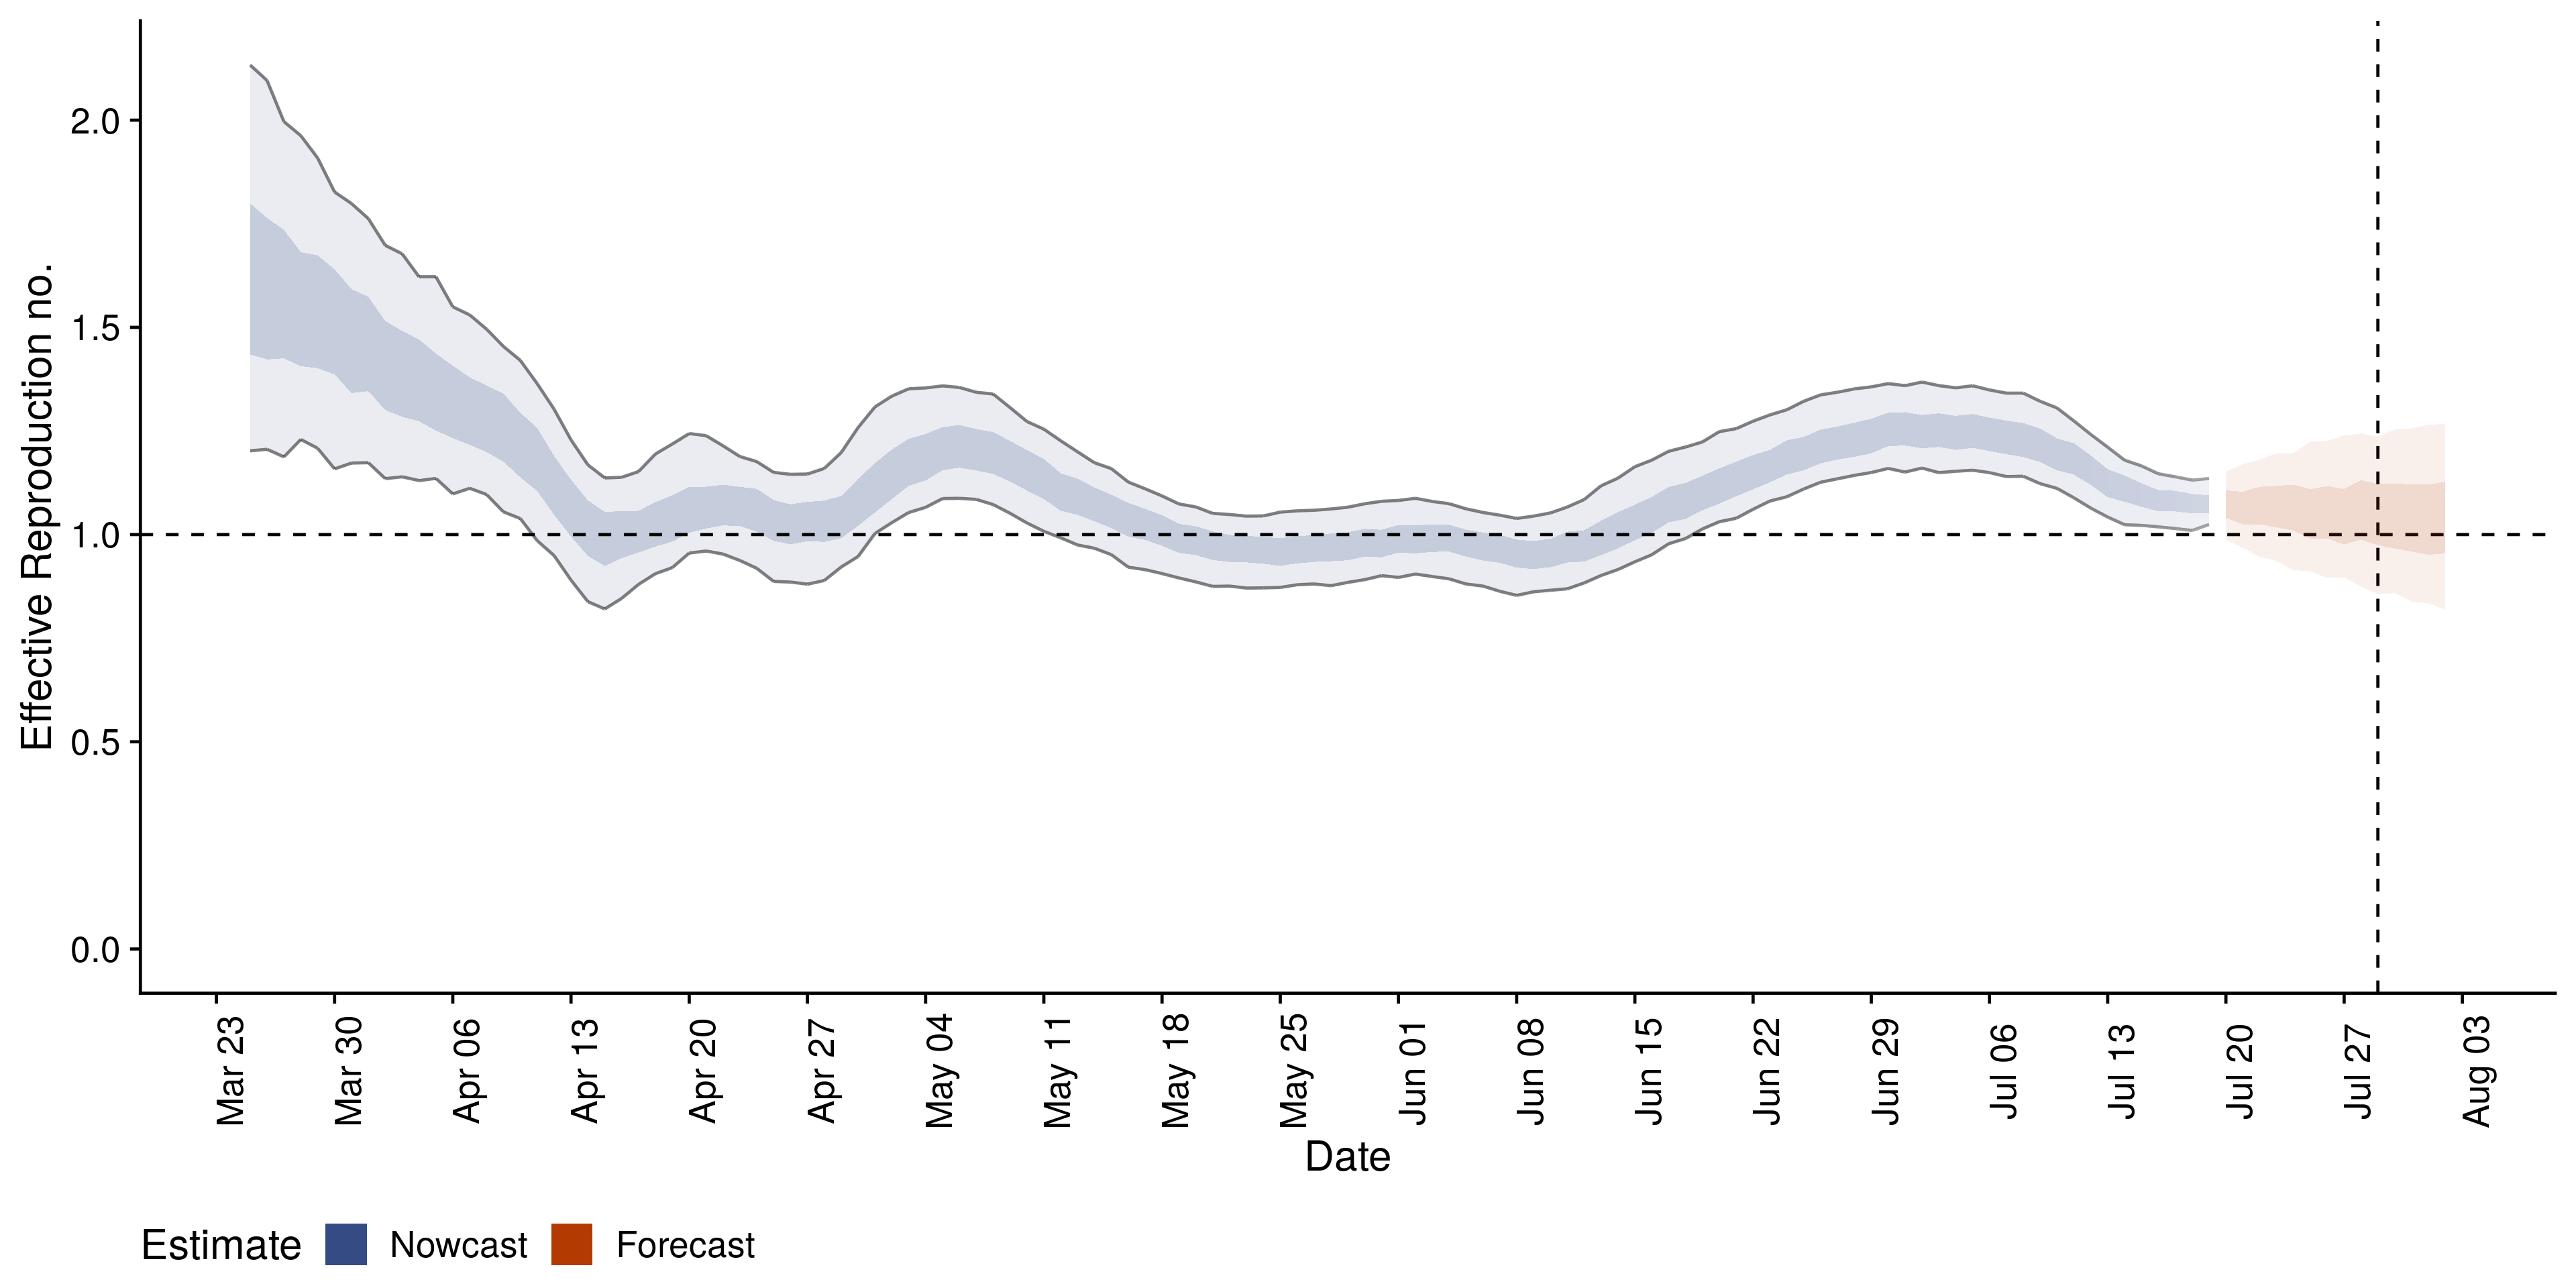 Effective Reproduction no.
2.0
1.5
1.0
0.5
0.0
Mar 23
Mar 30
Apr 06
Apr 13
Apr 20
Apr 27
May 04
May 11
May 18
May 25
Jun 01
Jun 08
Jun 15
Jun 22
Jun 29
Jul 06
Jul 13
Jul 20
Jul 27
Aug 03
Date
Estimate Nowcast Forecast